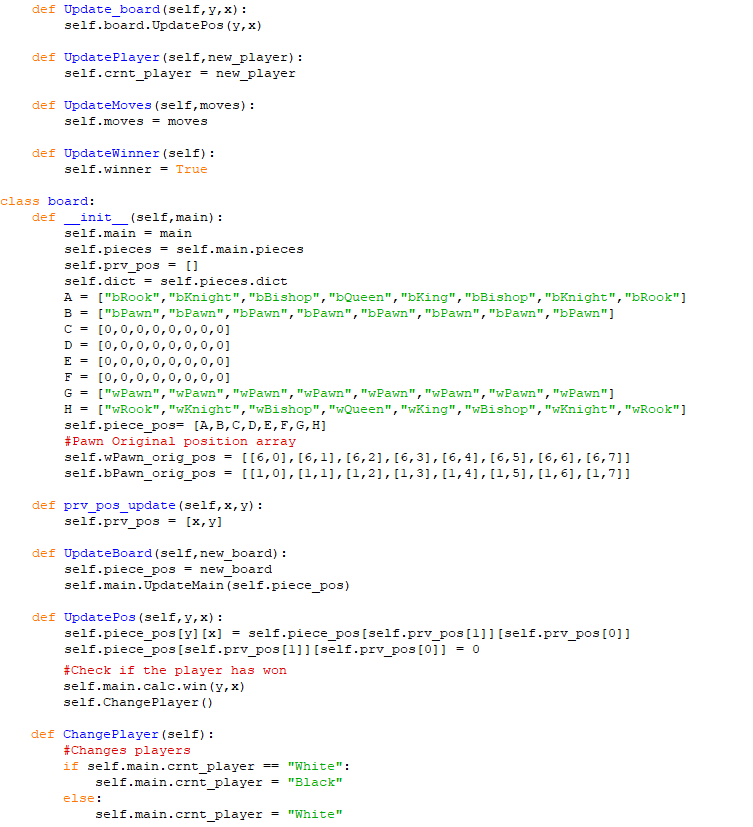 def Update_board(self,y,x):
self.board.UpdatePos(y,x)
def UpdatePlayer(self,new_player):
self.crnt_player = new_player
def UpdateMoves(self,moves):
self.moves = moves
def UpdateWinner(self):
self.winner = True
class board:
def __init__(self,main):
self.main = main
self.pieces = self.main.pieces
self.prv_pos = []
self.dict = self.pieces.dict
A = ["bRook","bKnight","bBishop","bQueen","bKing","bBishop","bKnight","bRook"]
B = ["bPawn","bPawn","bPawn","bPawn","bPawn","bPawn","bPawn","bPawn"]
C = [0,0,0,0,0,0,0,0]
D = [0,0,0,0,0,0,0,0]
E = [0,0,0,0,0,0,0,0]
F = [0,0,0,0,0,0,0,0]
G = ["wPawn","wPawn","wPawn","wPawn","wPawn","wPawn","wPawn","wPawn"]
H = ["wRook","wKnight","wBishop","wQueen","wKing","wBishop","wKnight","wRook"]
self.piece_pos= [A,B,C,D,E,F,G,H]
#Pawn Original position array
self.wPawn_orig_pos = [[6,0],[6,1],[6,2],[6,3],[6,4],[6,5],[6,6],[6,7]]
self.bPawn_orig_pos = [[1,0],[1,1],[1,2],[1,3],[1,4],[1,5],[1,6],[1,7]]
def prv_pos_update(self,x,y):
self.prv_pos = [x,y]
def UpdateBoard(self,new_board):
self.piece_pos = new_board
self.main.UpdateMain(self.piece_pos)
def UpdatePos(self,y,x):
self.piece_pos[y][x] = self.piece_pos[self.prv_pos[1]][self.prv_pos[0]]
self.piece_pos[self.prv_pos[1]][self.prv_pos[0]] = 0
#Check if the player has won
self.main.calc.win(y,x)
self.ChangePlayer()
def ChangePlayer(self):
#Changes players
if self.main.crnt_player == "White":
self.main.crnt_player = "Black"
else:
self.main.crnt_player = "White"